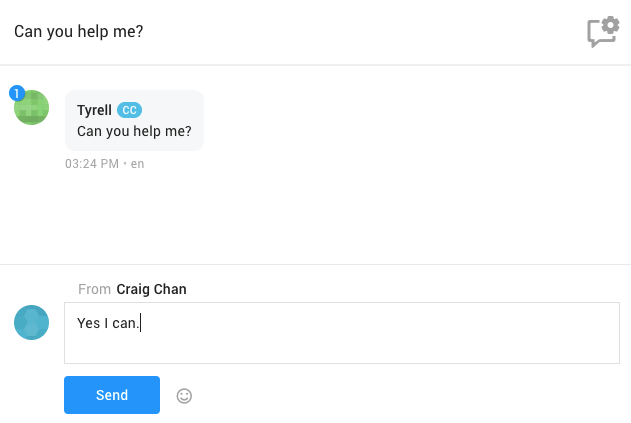 Can you help me?
1
Tyrell CC
Can you help me?
03:24 PM • en
From Craig Chan
Yes I can.
Send